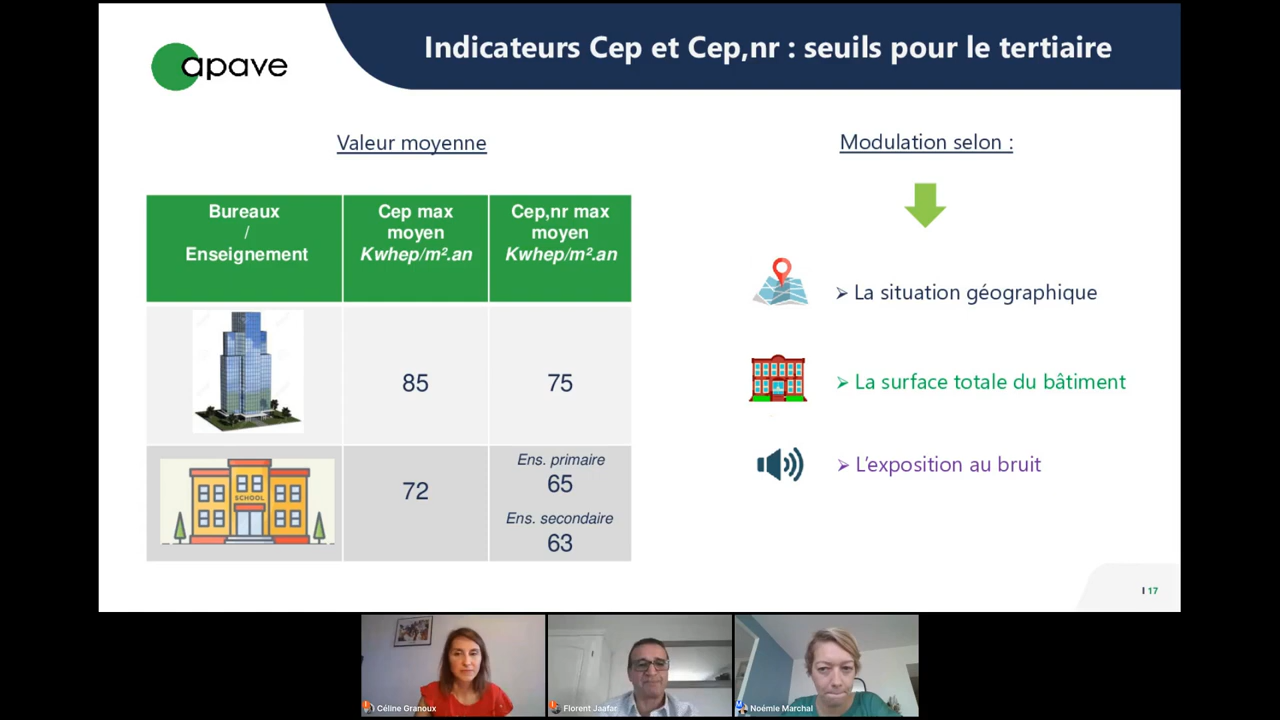 apave
Indicateurs Cep et Cep,nr : seuils pour le tertiaire
Valeur moyenne
Bureaux
/
Enseignement
Cep max
moyen
Kwhep/m².an
Cep,nr max
moyen
Kwhep/m².an
85
75
SCHOOL
72
Ens. primaire
65
Ens. secondaire
63
Modulation selon :
➢ La situation géographique
➢ La surface totale du bâtiment
➢ L’exposition au bruit
I 17
Céline Granoux
Florent Jaafar
Noémie Marchal